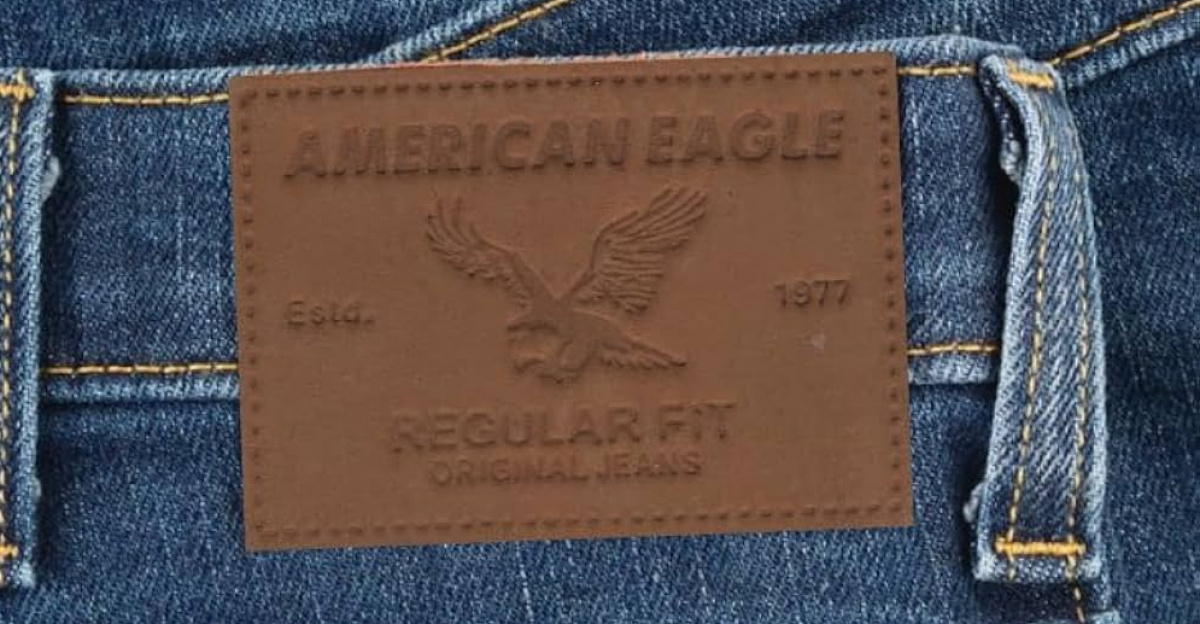 AMERICAN EAGLE
Estd. 1977
REGULAR FIT
ORIGINAL JEANS